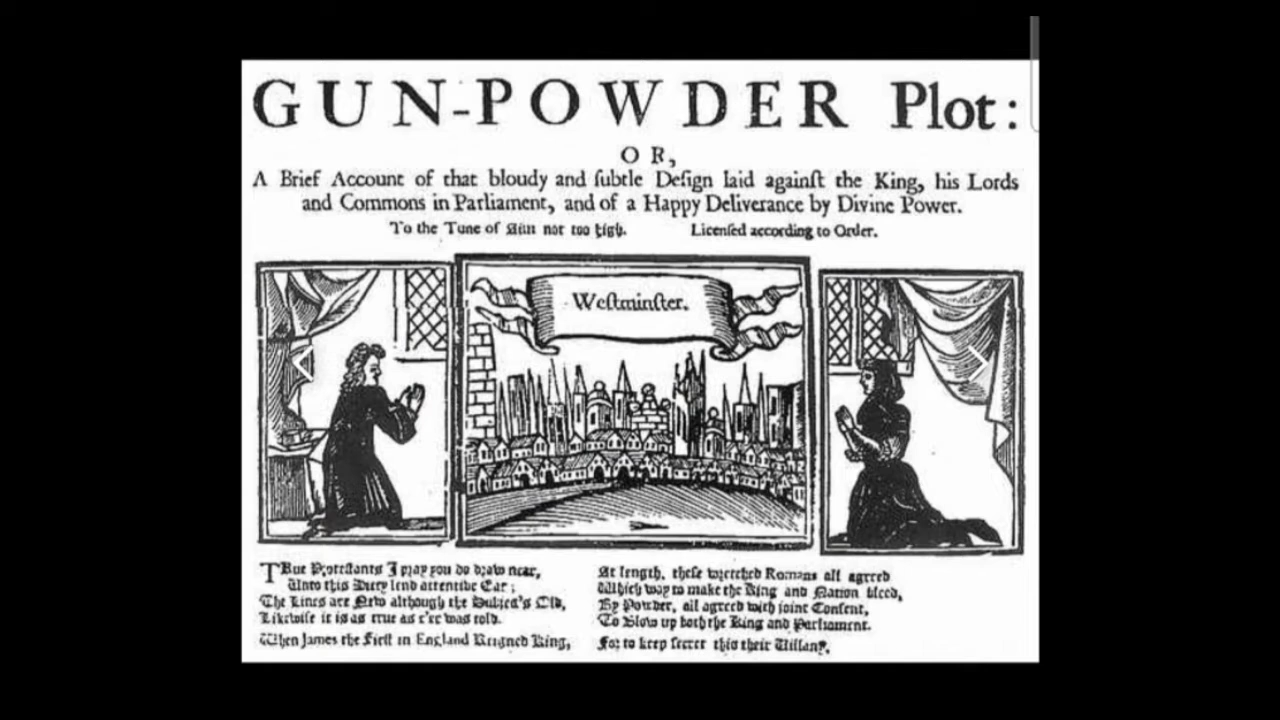 GUN-POWDER Plot:
OR,
A Brief Account of that bloudy and ſubtle Deſign laid againſt the King, his Lords
and Commons in Parliament, and of a Happy Deliverance by Divine Power.
To the Tune of Aim not too high. Licenſed according to Order.
Weſtminſter.
TRue Proteſtants I pray you do draw near,
Unto this Ditty lend attentive Ear;
The Lines are New although the Subject's Old,
Likewiſe it is as true as e'er was told.
When James the Firſt in England Reigned King,
At length, theſe wretched Romans all agreed
Which way to make the King and Nation bleed,
By Powder, all agreed with joint Conſent,
To Blow up both the King and Parliament.
For to keep ſecret this their Villany,